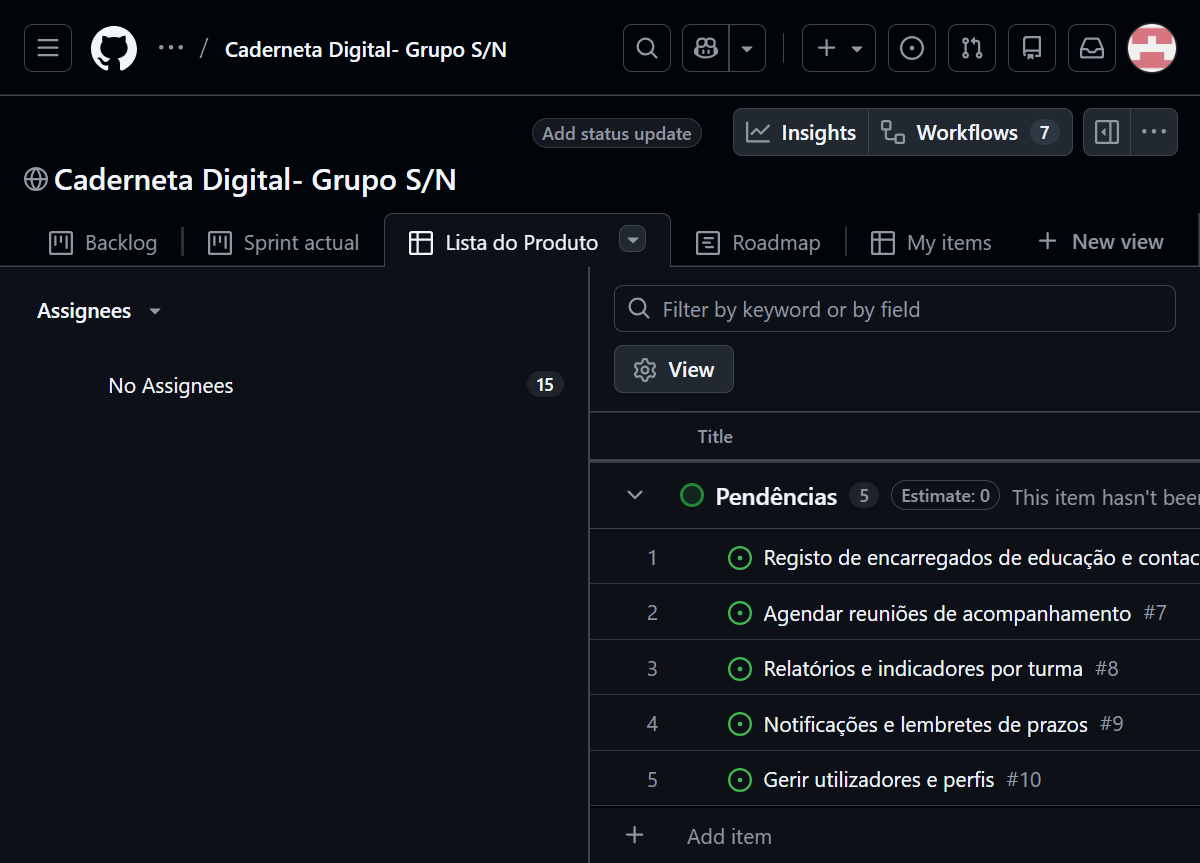 Caderneta Digital- Grupo S/N
Add status update
Insights
Workflows 7
Caderneta Digital- Grupo S/N
Backlog
Sprint actual
Lista do Produto
Roadmap
My items
New view
Assignees
No Assignees 15
Filter by keyword or by field
View
Title
Pendências 5 Estimate: 0 This item hasn't been
1 Registo de encarregados de educação e contac
2 Agendar reuniões de acompanhamento #7
3 Relatórios e indicadores por turma #8
4 Notificações e lembretes de prazos #9
5 Gerir utilizadores e perfis #10
Add item